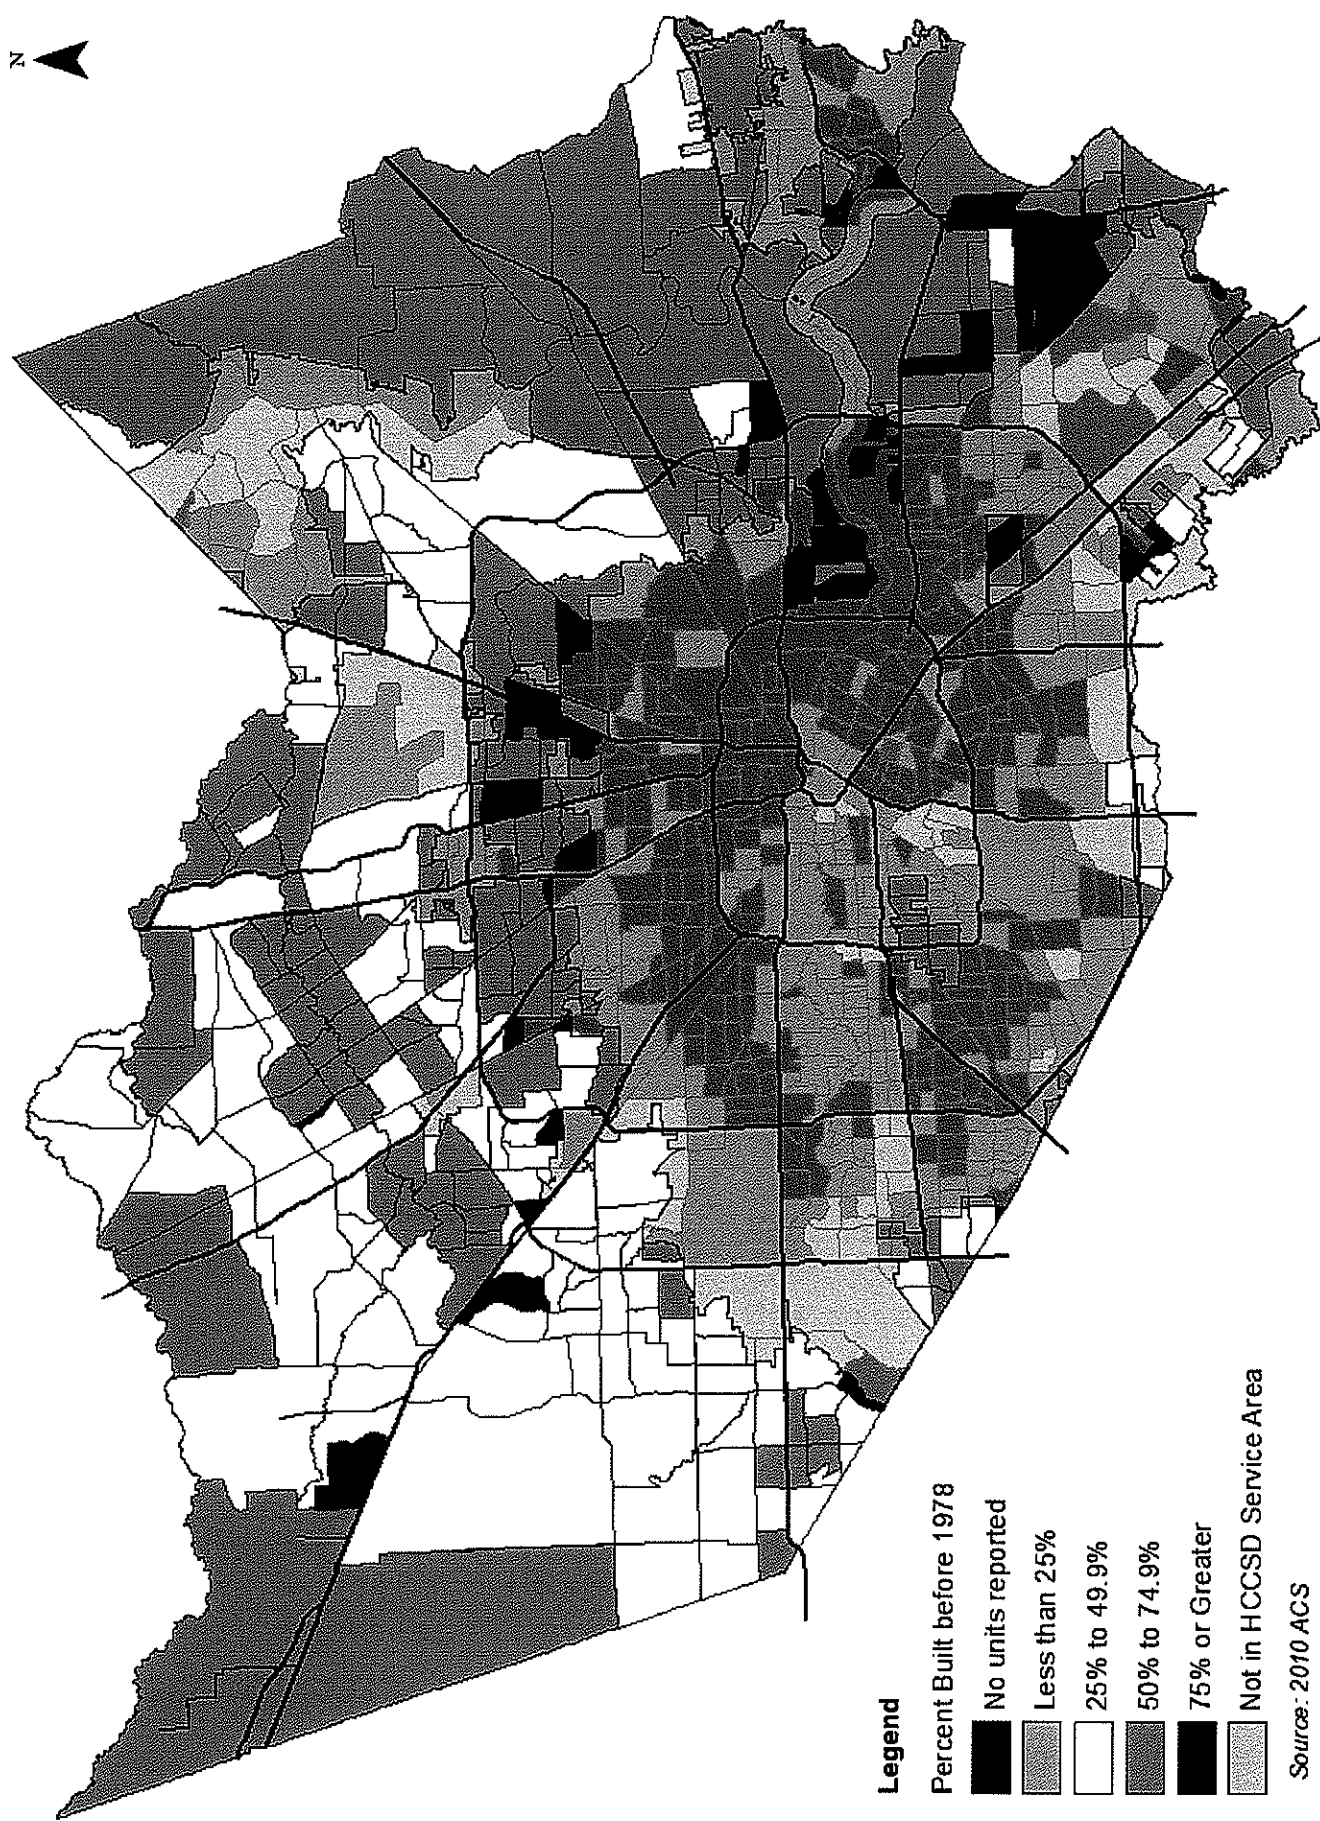 N
Legend
Percent Built before 1978
No units reported
Less than 25%
25% to 49.9%
50% to 74.9%
75% or Greater
Not in HCCSD Service Area
Source: 2010 ACS